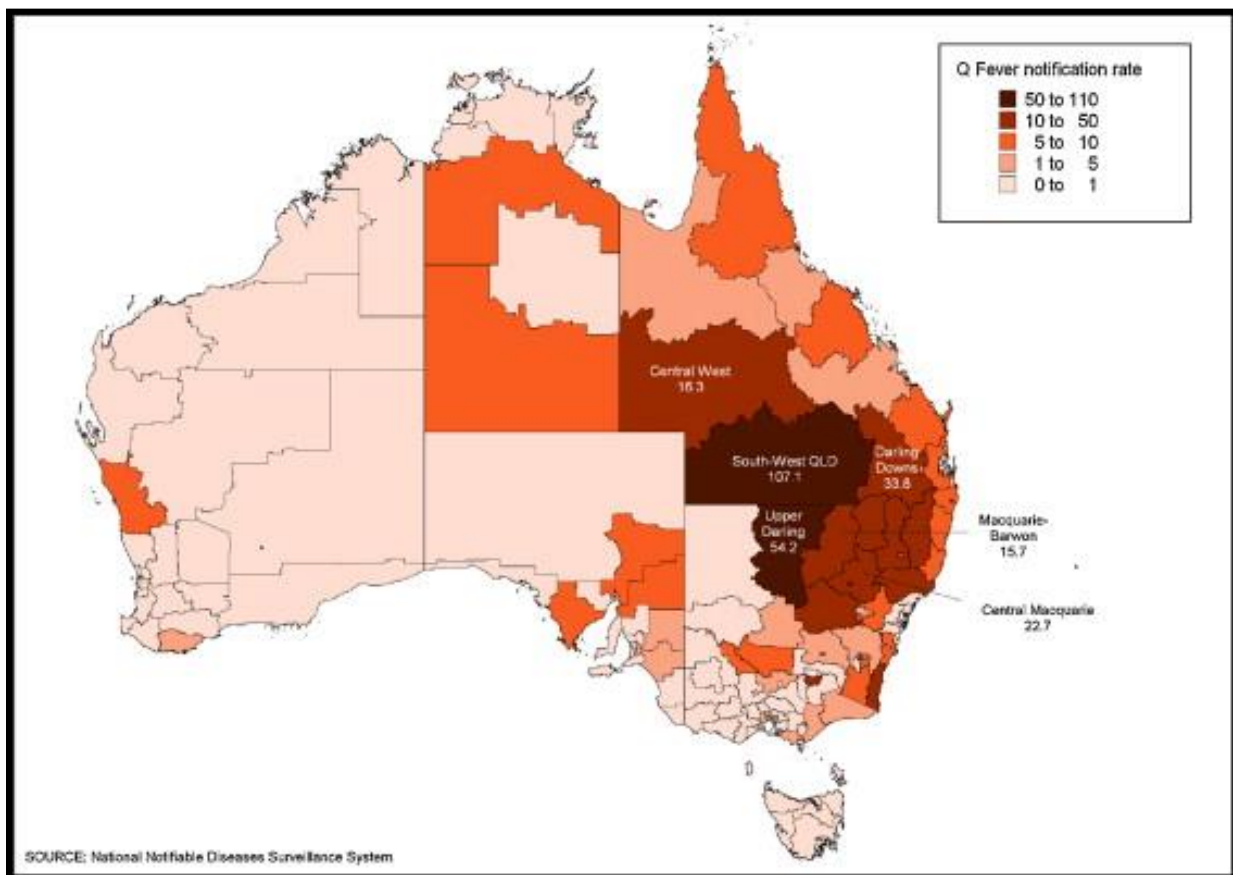 Q Fever notification rate
50 to 110
10 to 50
5 to 10
1 to 5
0 to 1
Central West
16.3
South-West QLD
107.1
Darling
Downs
33.8
Upper
Darling
54.2
Macquarie-
Barwon
15.7
Central Macquarie
22.7
SOURCE: National Notifiable Diseases Surveillance System